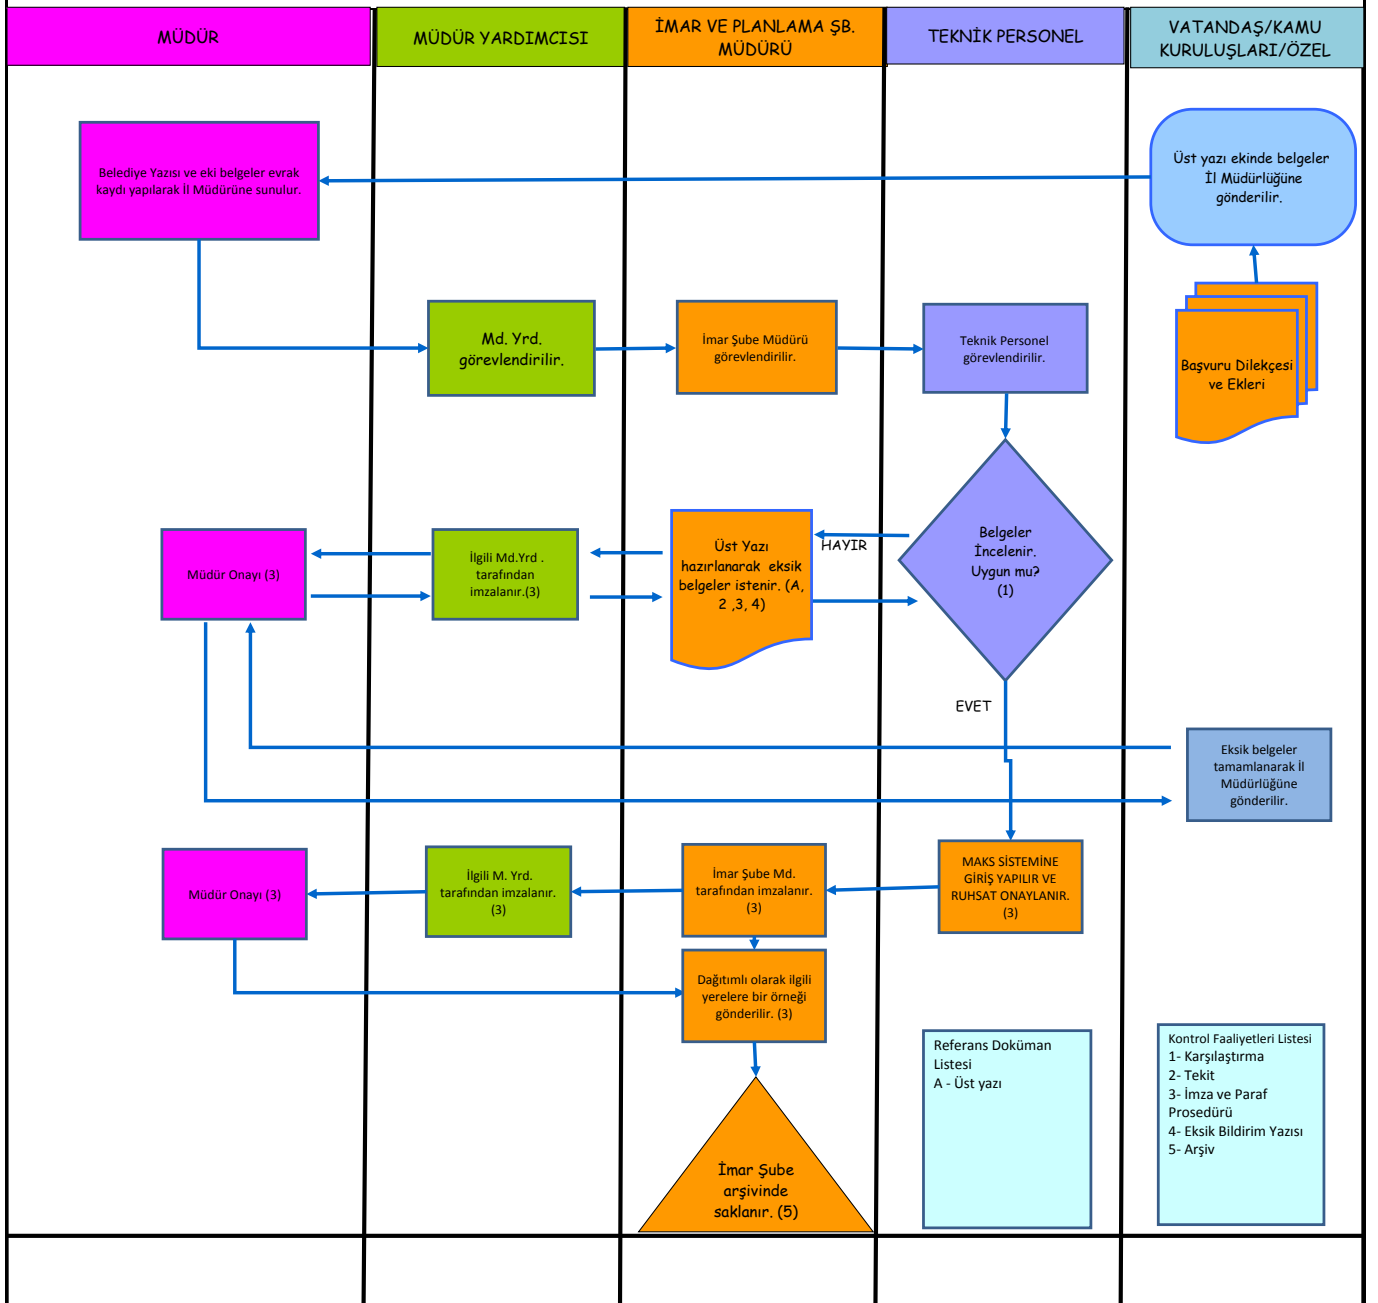 MÜDÜR
MÜDÜR YARDIMCISI
İMAR VE PLANLAMA ŞB.
MÜDÜRÜ
TEKNİK PERSONEL
VATANDAŞ/KAMU
KURULUŞLARI/ÖZEL
Belediye Yazısı ve eki belgeler evrak
kaydı yapılarak İl Müdürüne sunulur.
Üst yazı ekinde belgeler
İl Müdürlüğüne
gönderilir.
Md. Yrd.
görevlendirilir.
İmar Şube Müdürü
görevlendirilir.
Teknik Personel
görevlendirilir.
Başvuru Dilekçesi
ve Ekleri
Müdür Onayı (3)
İlgili Md.Yrd .
tarafından
imzalanır.(3)
Üst Yazı
hazırlanarak  eksik
belgeler istenir. (A,
2 ,3, 4)
HAYIR
Belgeler
İncelenir.
Uygun mu?
(1)
EVET
Eksik belgeler
tamamlanarak İl
Müdürlüğüne
gönderilir.
Müdür Onayı (3)
İlgili M. Yrd.
tarafından imzalanır.
(3)
İmar Şube Md.
tarafından imzalanır.
(3)
MAKS SİSTEMİNE
GİRİŞ YAPILIR VE
RUHSAT ONAYLANIR.
(3)
Dağıtımlı olarak ilgili
yerelere bir örneği
gönderilir. (3)
İmar Şube
arşivinde
saklanır. (5)
Referans Doküman
Listesi
A - Üst yazı
Kontrol Faaliyetleri Listesi
1- Karşılaştırma
2- Tekit
3- İmza ve Paraf
Prosedürü
4- Eksik Bildirim Yazısı
5- Arşiv